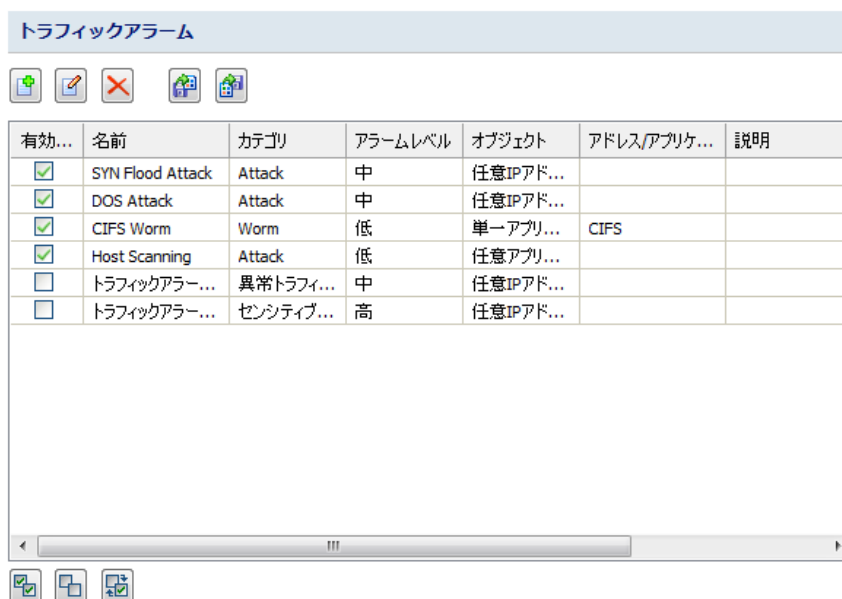 トラフィックアラーム
有効... 名前 カテゴリ アラームレベル オブジェクト アドレス/アプリケ... 説明
SYN Flood Attack Attack 中 任意IPアド...
DOS Attack Attack 中 任意IPアド...
CIFS Worm Worm 低 単一アプリ... CIFS
Host Scanning Attack 低 任意アプリ...
トラフィックアラー... 異常トラフィ... 中 任意IPアド...
トラフィックアラー... センシティブ... 高 任意IPアド...